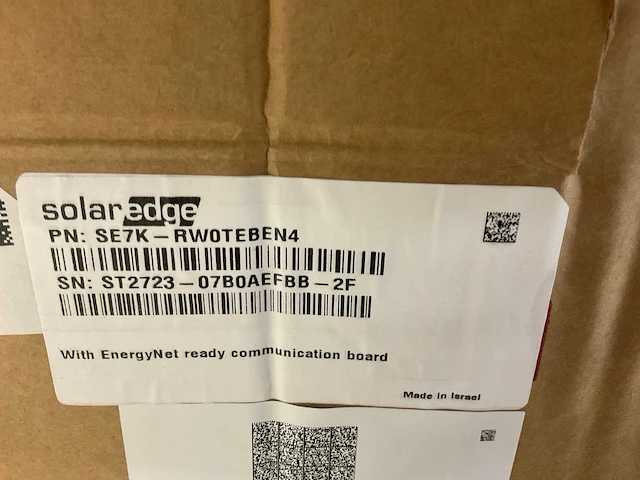 solaredge
PN: SE7K-RW0TEBEN4
SN: ST2723-07B0AEFBB-2F
With EnergyNet ready communication board
Made in Israel